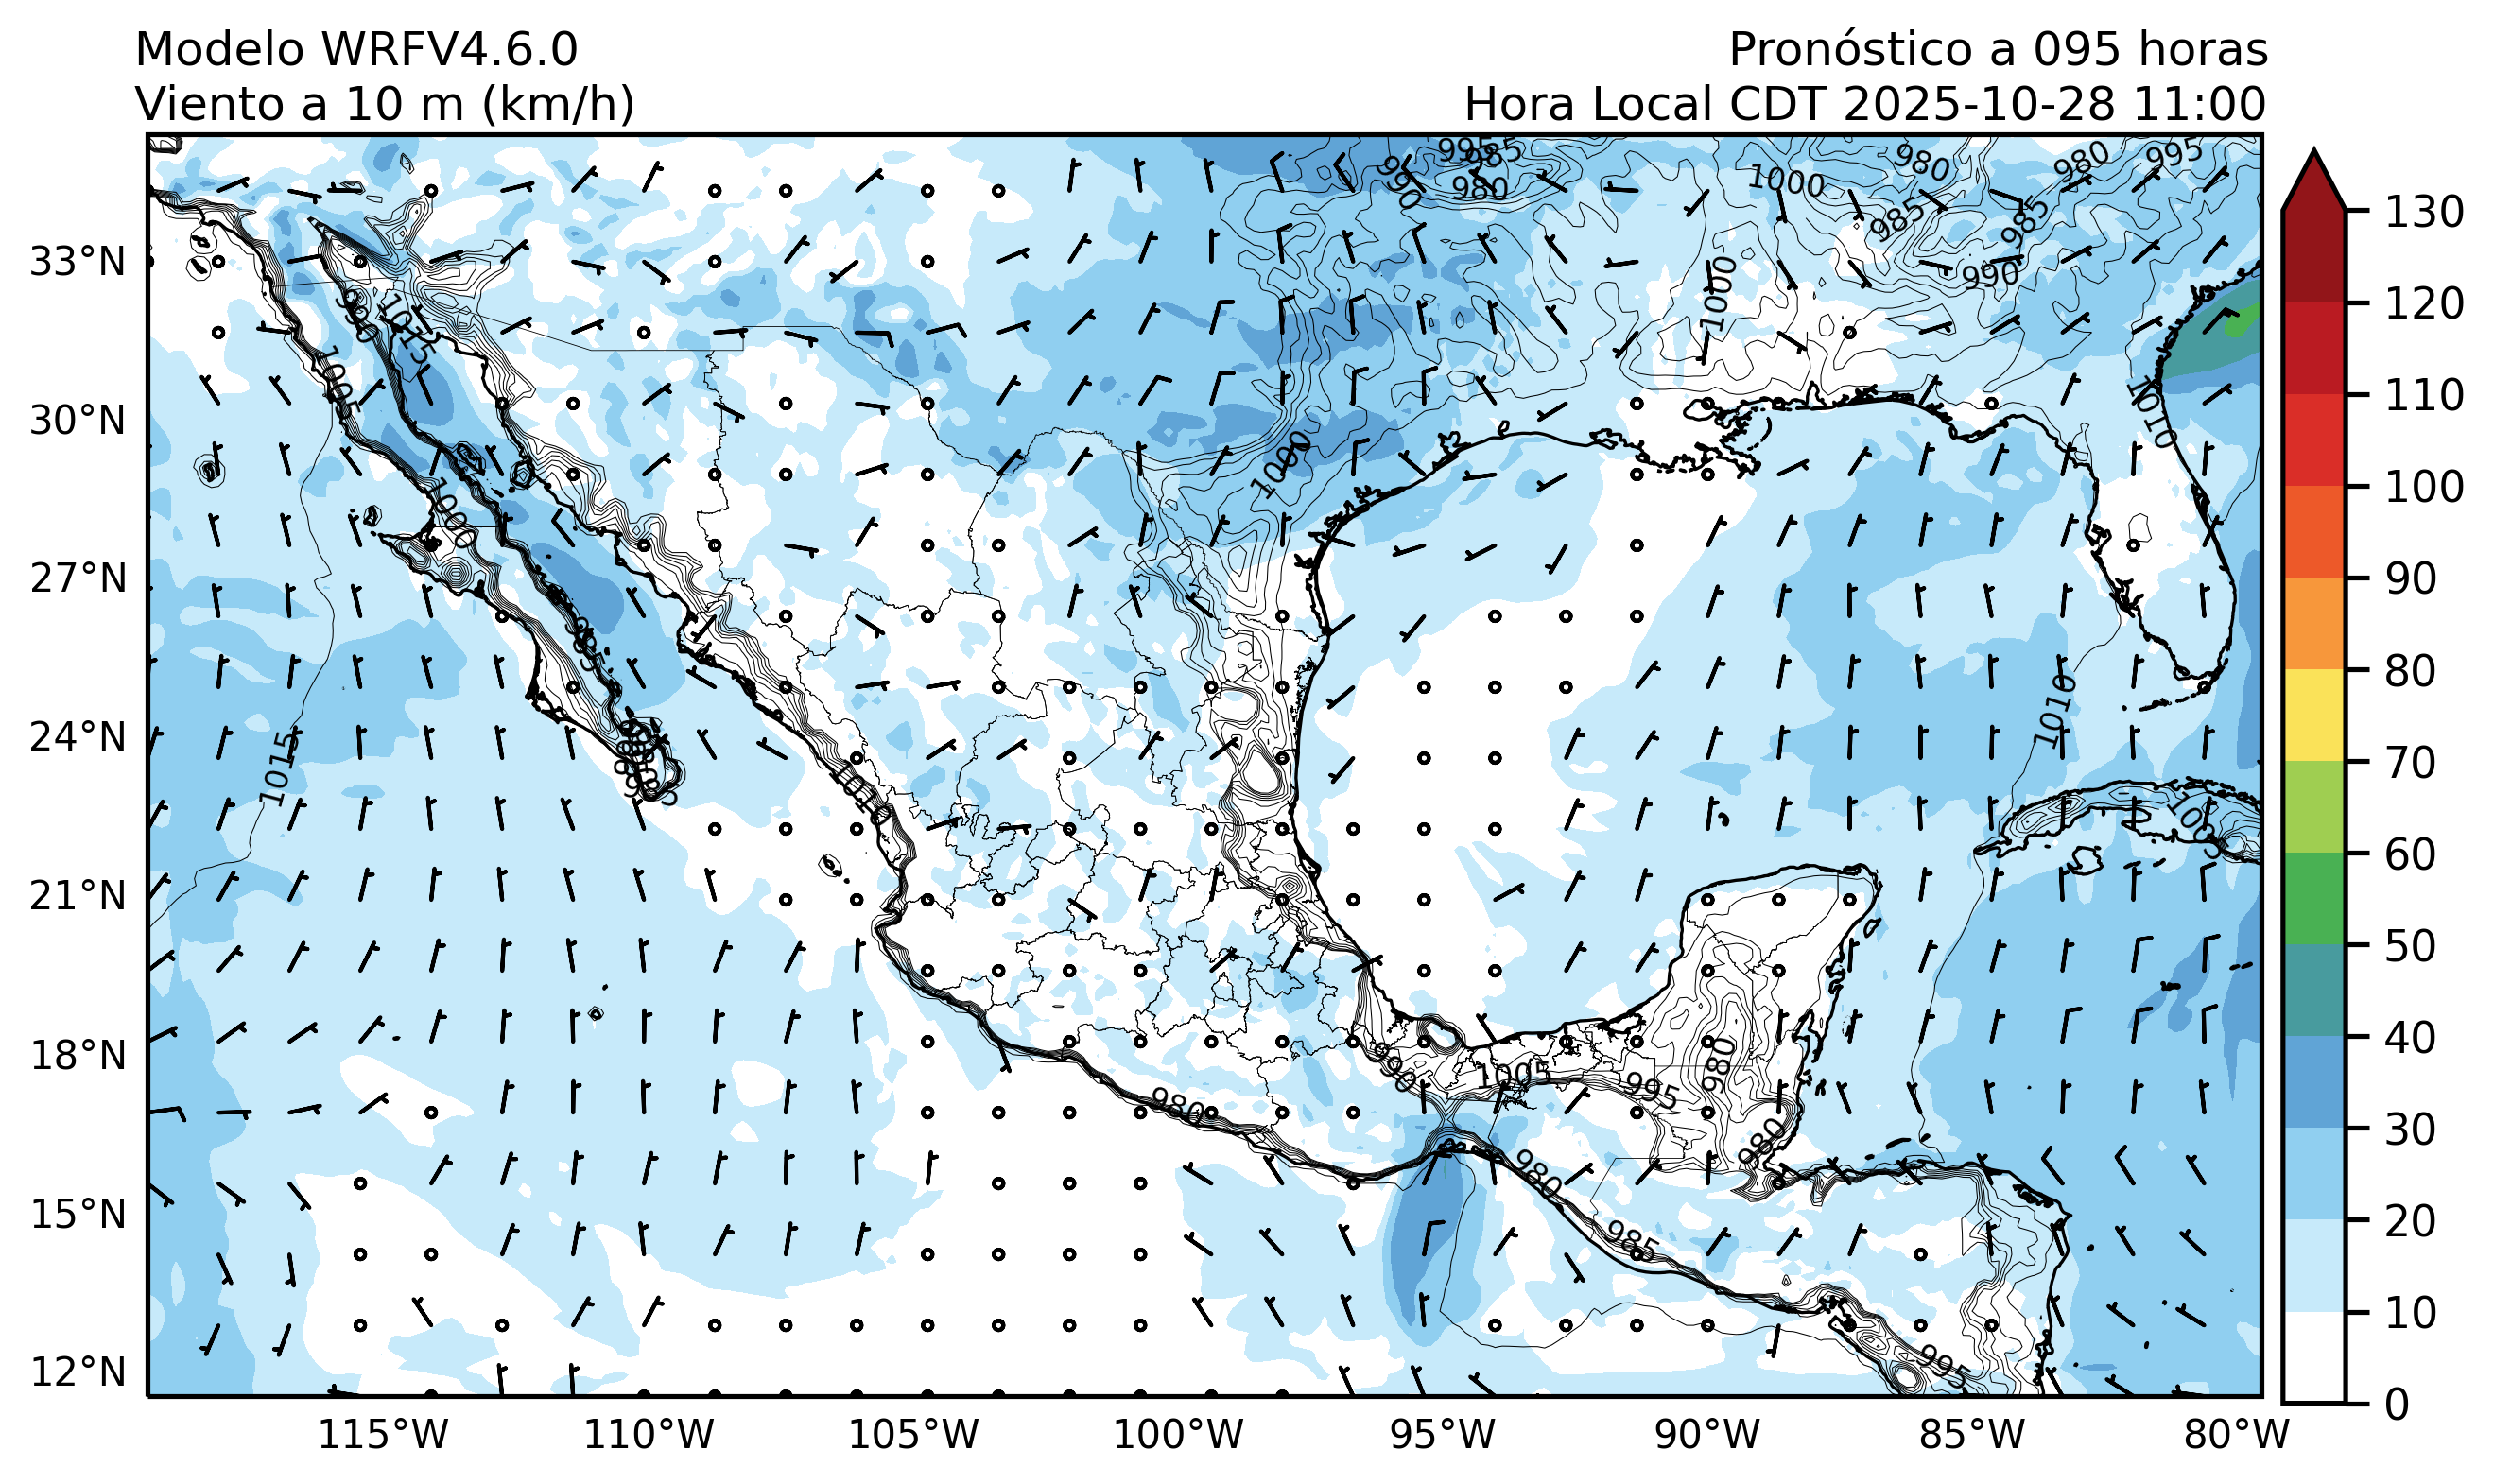 Modelo WRFV4.6.0
Viento a 10 m (km/h)
Pronóstico a 095 horas
Hora Local CDT 2025-10-28 11:00
995
985
990
980
1000
980
980
995
985
985
990
1000
1015
1005
1010
1000
1000
985
1010
1015
1010
1005
980
990
1005
995
980
980
980
985
995
33°N
30°N
27°N
24°N
21°N
18°N
15°N
12°N
115°W
110°W
105°W
100°W
95°W
90°W
85°W
80°W
130
120
110
100
90
80
70
60
50
40
30
20
10
0